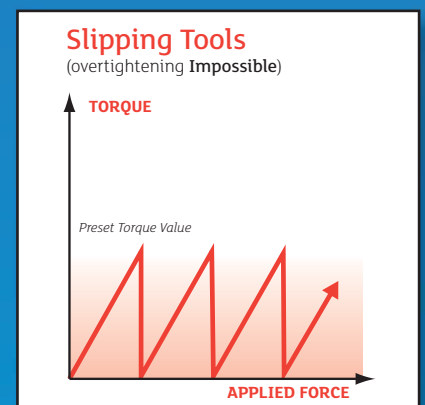 Slipping Tools
(overtightening Impossible)
TORQUE
Preset Torque Value
APPLIED FORCE